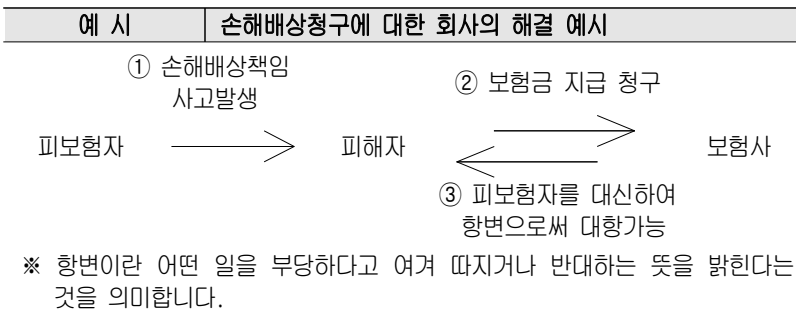 예 시 손해배상청구에 대한 회사의 해결 예시
① 손해배상책임
사고발생
② 보험금 지급 청구
피보험자 피해자 보험사
③ 피보험자를 대신하여
항변으로써 대항가능
※ 항변이란 어떤 일을 부당하다고 여겨 따지거나 반대하는 뜻을 밝힌다는
것을 의미합니다.